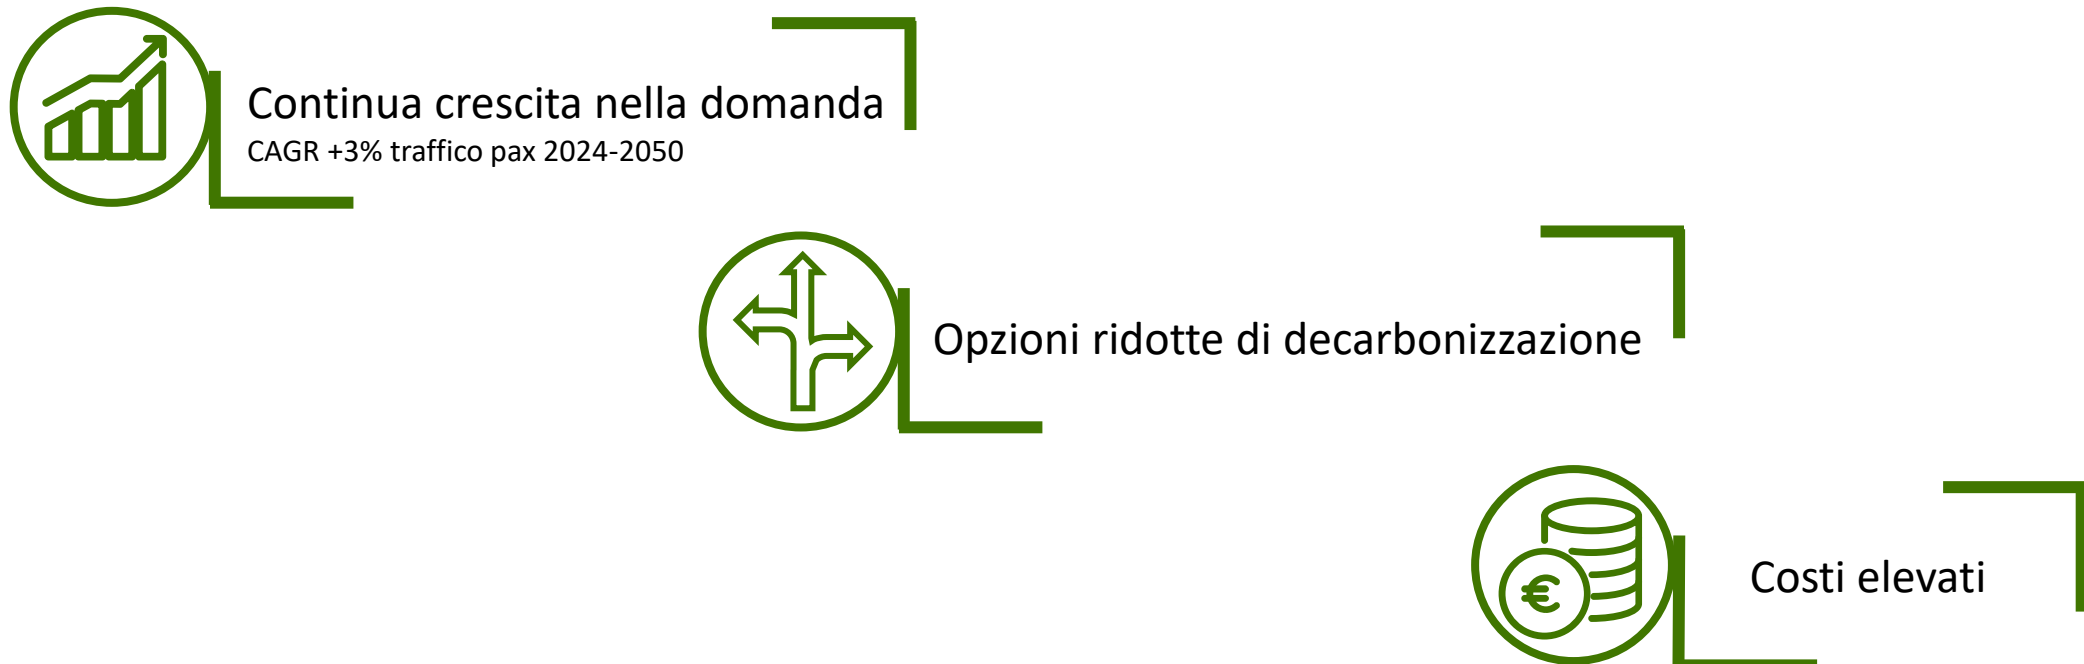 Continua crescita nella domanda
CAGR +3% traffico pax 2024-2050
Opzioni ridotte di decarbonizzazione
€
Costi elevati